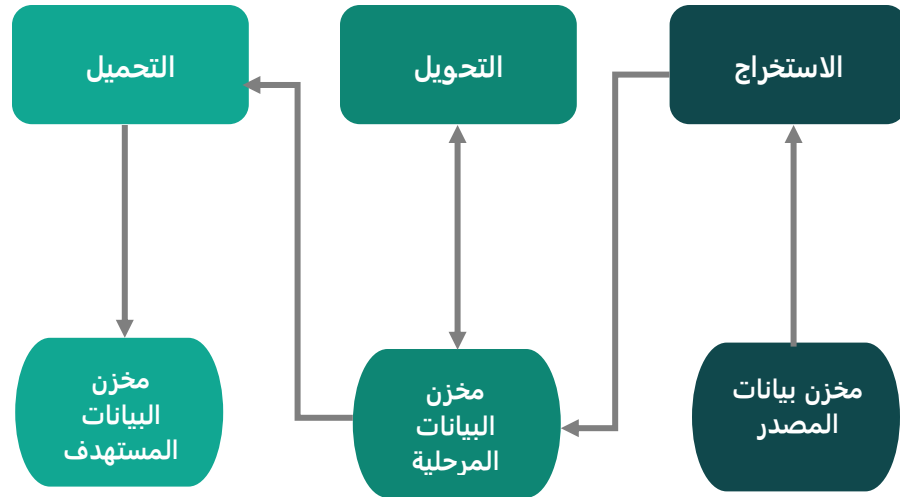 الاستخراج
التحويل
التحميل
مخزن بيانات
المصدر
مخزن
البيانات
المرحلية
مخزن
البيانات
المستهدف